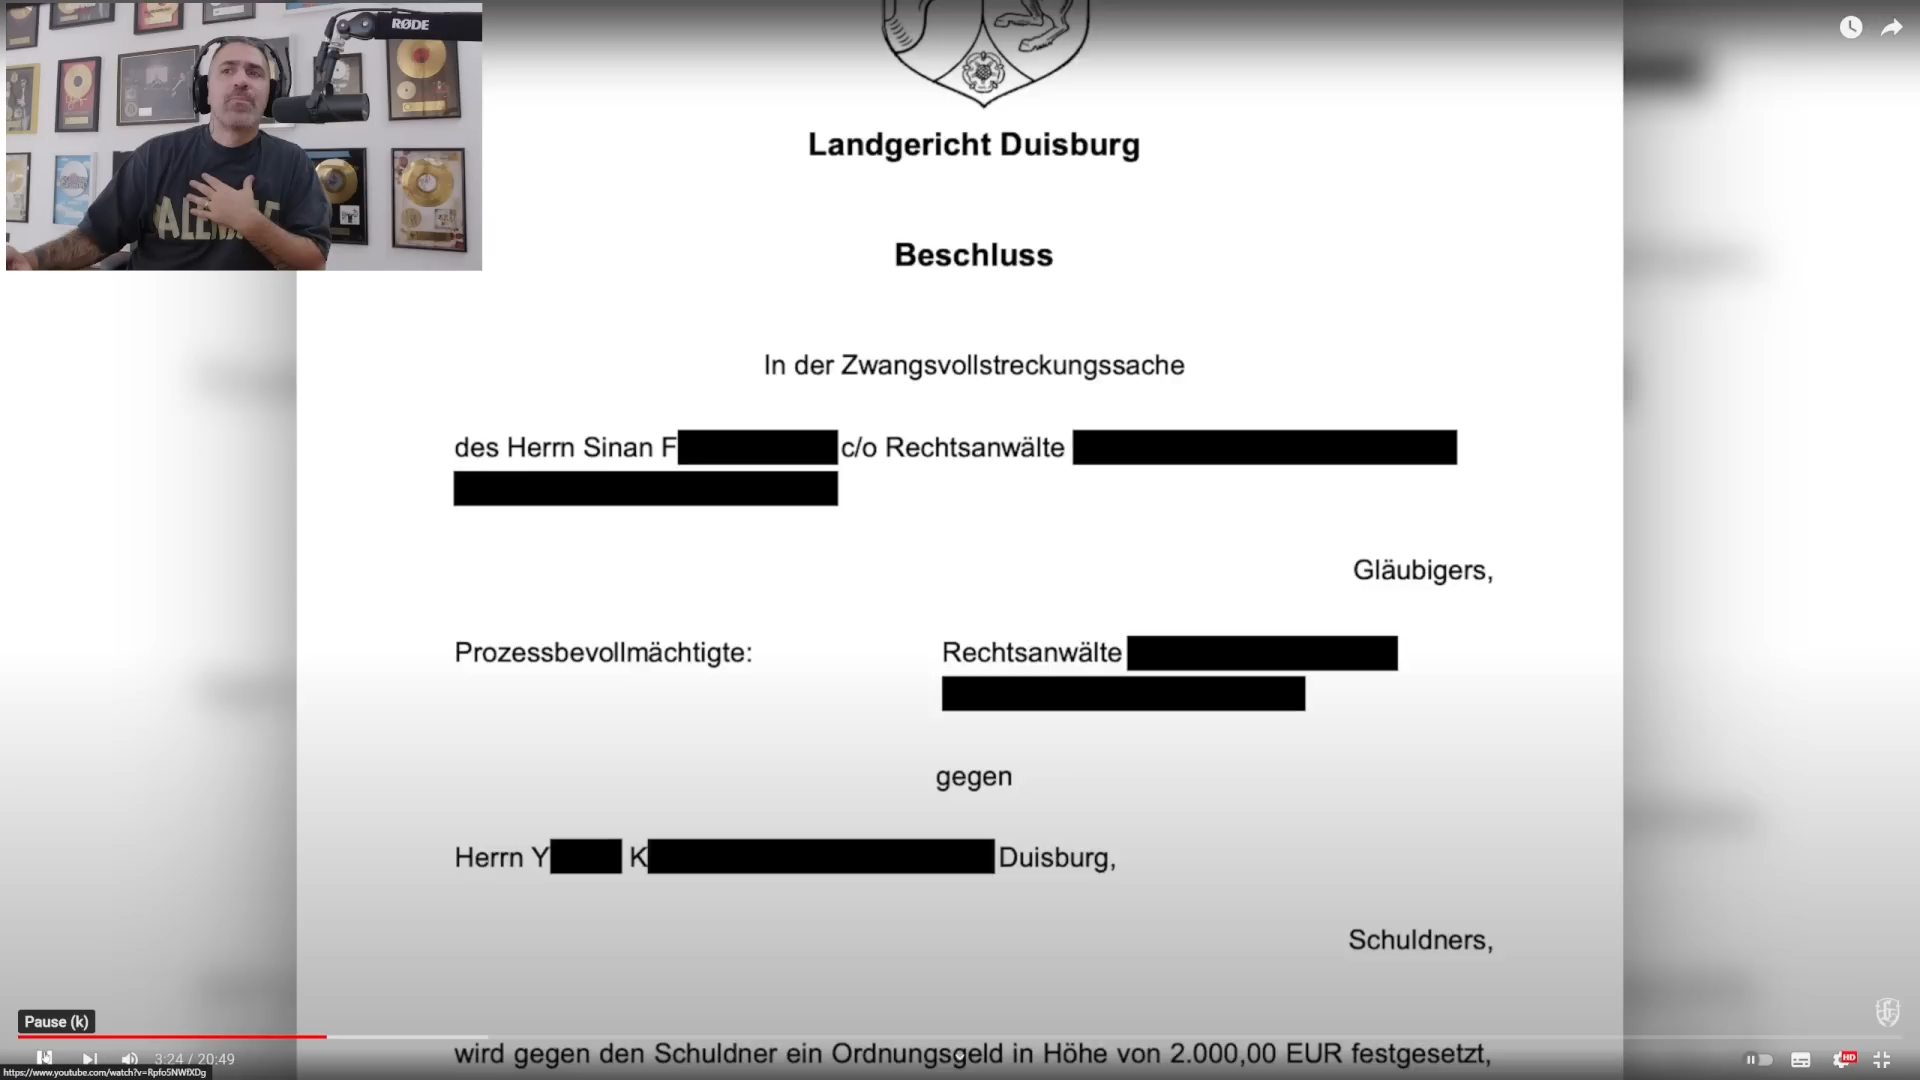 RØDE
Landgericht Duisburg
Beschluss
In der Zwangsvollstreckungssache
des Herrn Sinan F c/o Rechtsanwälte
Gläubigers,
Prozessbevollmächtigte: Rechtsanwälte
gegen
Herrn Y K Duisburg,
Schuldners,
Pause (k)
3:24 / 20:49
HD
wird gegen den Schuldner ein Ordnungsgeld in Höhe von 2.000,00 EUR festgesetzt,